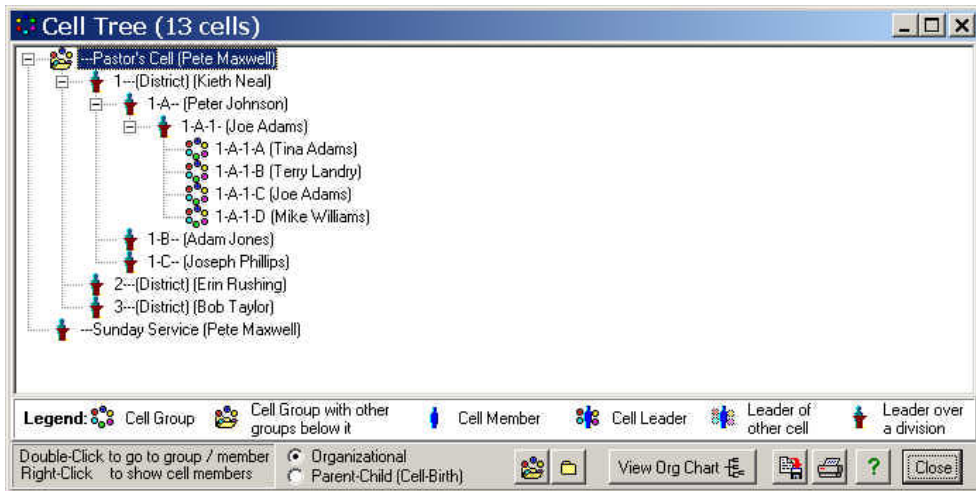 Cell Tree (13 cells)
---Pastor's Cell (Pete Maxwell)
1---(District) (Kieth Neal)
1-A-- (Peter Johnson)
1-A-1- (Joe Adams)
1-A-1-A (Tina Adams)
1-A-1-B (Terry Landry)
1-A-1-C (Joe Adams)
1-A-1-D (Mike Williams)
1-B-- (Adam Jones)
1-C-- (Joseph Phillips)
2---(District) (Erin Rushing)
3---(District) (Bob Taylor)
---Sunday Service (Pete Maxwell)
Legend: Cell Group
Cell Group with other
groups below it
Cell Member
Cell Leader
Leader of
other cell
Leader over
a division
Double-Click to go to group / member
Right-Click to show cell members
Organizational
Parent-Child (Cell-Birth)
View Org Chart
?
Close